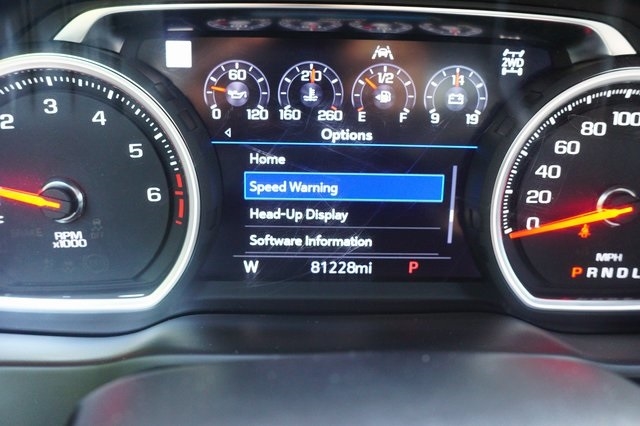 60 210 1/2 14 2WD
0 120 160 260 E F 9 19
Options
Home
Speed Warning
Head-Up Display
Software Information
W 81228mi P
2 3 4 5 6
RPM
x1000
0 20 40 60 80 100
MPH
PRNDL